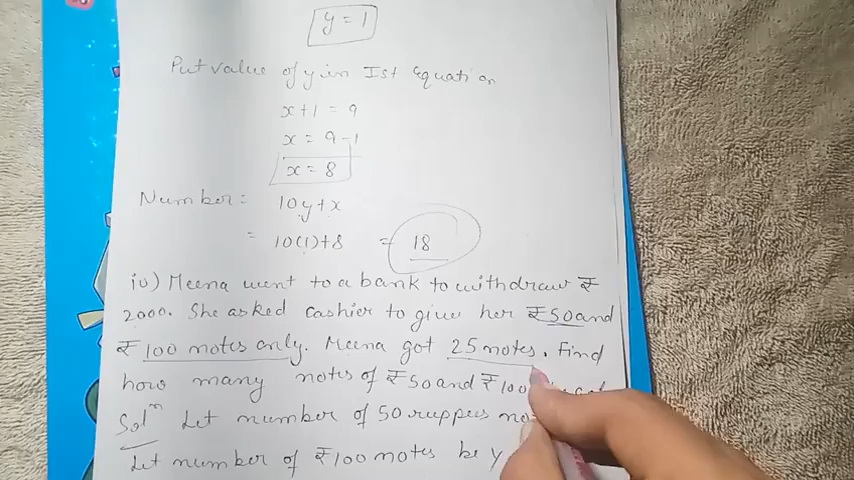 y = 1
Put value of y in Ist Equation
x+1 = 9
x = 9-1
x = 8
Number = 10y+x
= 10(1)+8 = 18
iv) Meena went to a bank to withdraw ₹
2000. She asked cashier to give her ₹50 and
₹100 notes only. Meena got 25 notes. Find
how many notes of ₹50 and ₹100
Solⁿ Let number of 50 ruppees
Let number of ₹100 notes be y